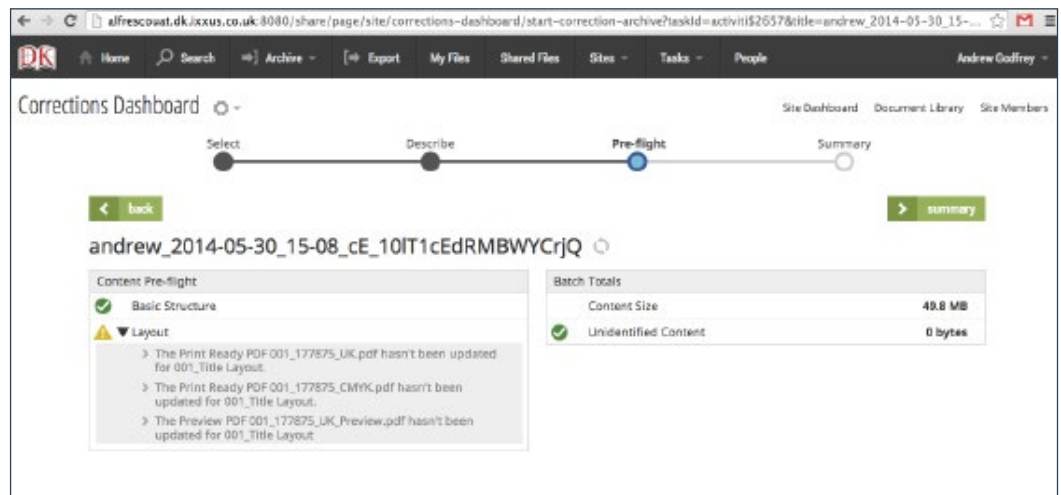 alfrescouat.dk.ixxus.co.uk:8080/share/page/site/corrections-dashboard/start-correction-archive?taskId=activiti$2657&title=andrew_2014-05-30_15-...
DK Home Search Archive Export My Files Shared Files Sites Tasks People Andrew Godfrey
Corrections Dashboard Site Dashboard Document Library Site Members
Select Describe Pre-flight Summary
back summary
andrew_2014-05-30_15-08_cE_10lT1cEdRMBWYCrjQ
Content Pre-flight
Basic Structure
Layout
The Print Ready PDF 001_177875_UK.pdf hasn't been updated
for 001_Title Layout.
The Print Ready PDF 001_177875_CMYK.pdf hasn't been
updated for 001_Title Layout.
The Preview PDF 001_177875_UK_Preview.pdf hasn't been
updated for 001_Title Layout
Batch Totals
Content Size 49.8 MB
Unidentified Content 0 bytes